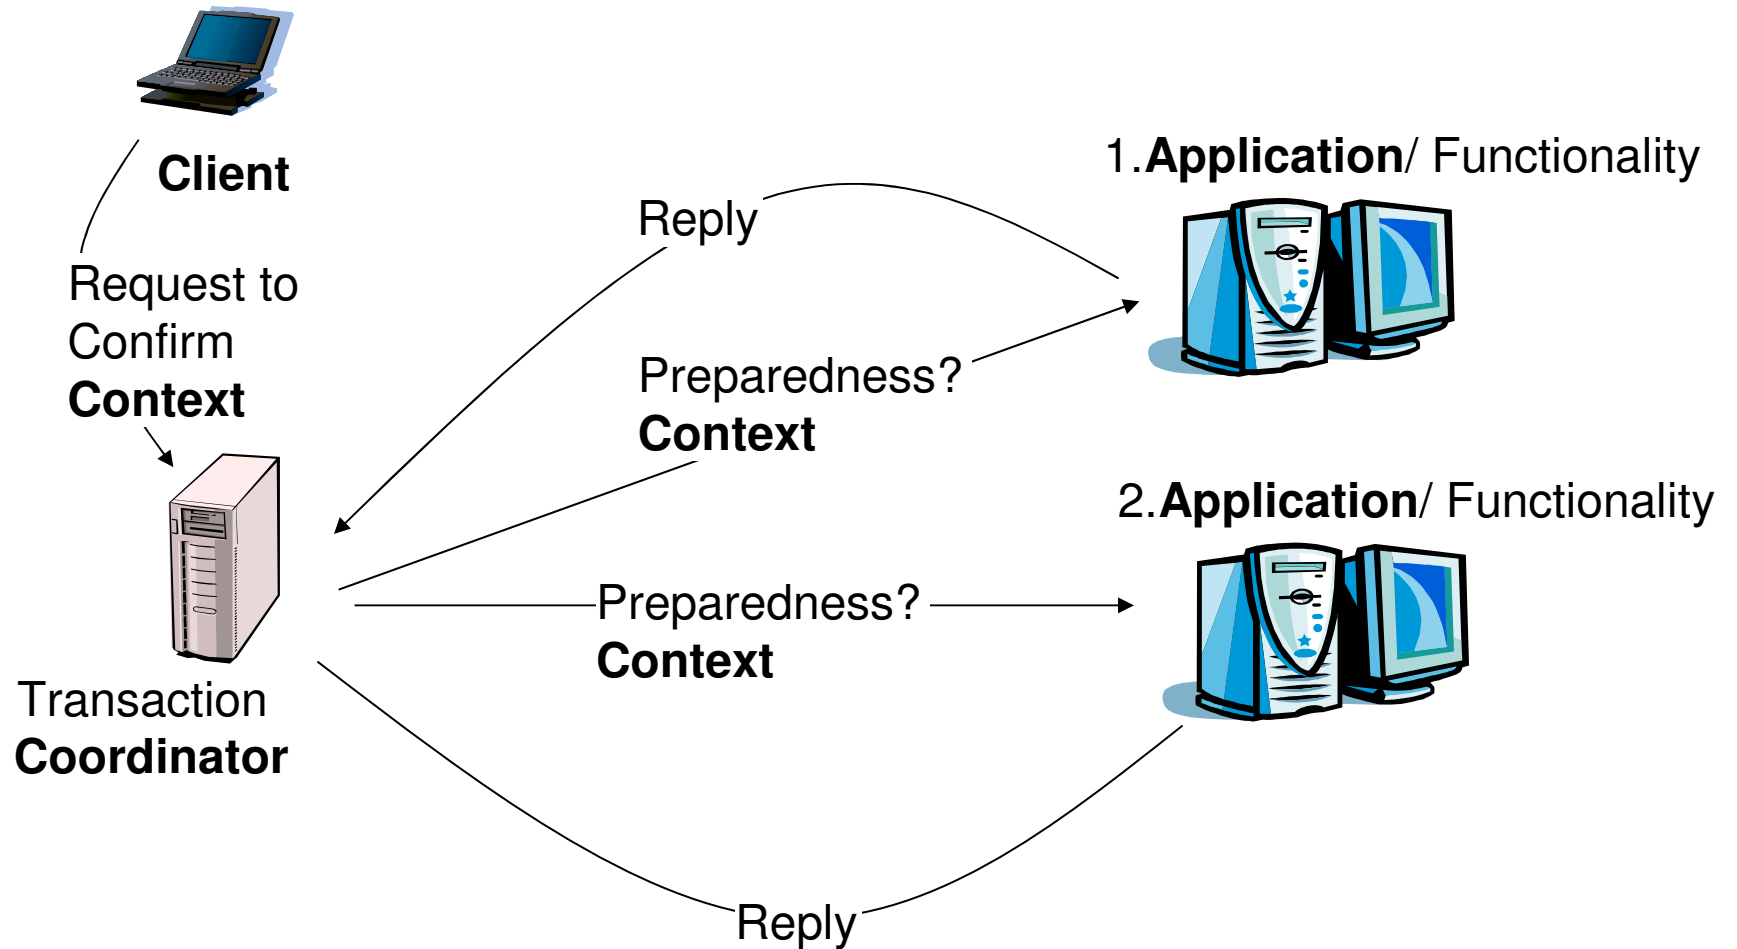 Client
Request to
Confirm
Context
Transaction
Coordinator
Reply
Preparedness?
Context
Preparedness?
Context
Reply
1.Application/ Functionality
2.Application/ Functionality